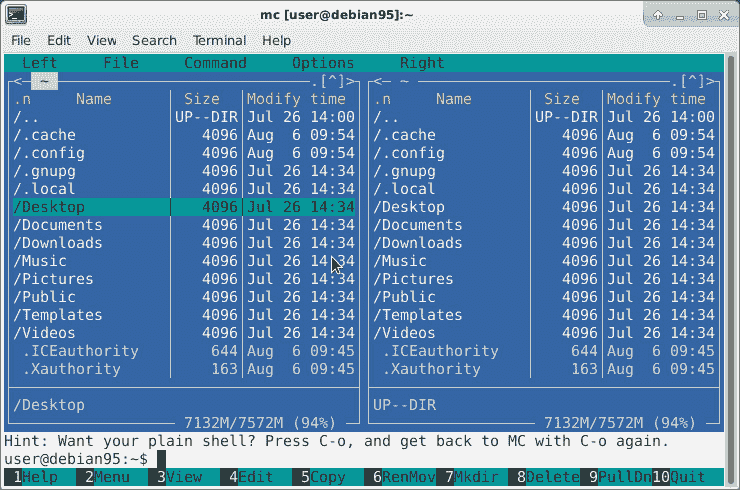 mc [user@debian95]:~
File Edit View Search Terminal Help
Left File Command Options Right
<─ ~ ─.[^]>
<─ ~ ─.[^]>
.n Name Size Modify time .n Name Size Modify time
/.. UP--DIR Jul 26 14:00 /.. UP--DIR Jul 26 14:00
/.cache 4096 Aug 6 09:54 /.cache 4096 Aug 6 09:54
/.config 4096 Aug 6 09:54 /.config 4096 Aug 6 09:54
/.gnupg 4096 Jul 26 14:34 /.gnupg 4096 Jul 26 14:34
/.local 4096 Jul 26 14:34 /.local 4096 Jul 26 14:34
/Desktop 4096 Jul 26 14:34 /Desktop 4096 Jul 26 14:34
/Documents 4096 Jul 26 14:34 /Documents 4096 Jul 26 14:34
/Downloads 4096 Jul 26 14:34 /Downloads 4096 Jul 26 14:34
/Music 4096 Jul 26 14:34 /Music 4096 Jul 26 14:34
/Pictures 4096 Jul 26 14:34 /Pictures 4096 Jul 26 14:34
/Public 4096 Jul 26 14:34 /Public 4096 Jul 26 14:34
/Templates 4096 Jul 26 14:34 /Templates 4096 Jul 26 14:34
/Videos 4096 Jul 26 14:34 /Videos 4096 Jul 26 14:34
.ICEauthority 644 Aug 6 09:45 .ICEauthority 644 Aug 6 09:45
.Xauthority 163 Aug 6 09:45 .Xauthority 163 Aug 6 09:45
/Desktop UP--DIR
7132M/7572M (94%) 7132M/7572M (94%)
Hint: Want your plain shell? Press C-o, and get back to MC with C-o again.
user@debian95:~$
1Help 2Menu 3View 4Edit 5Copy 6RenMov 7Mkdir 8Delete 9PullDn 10Quit